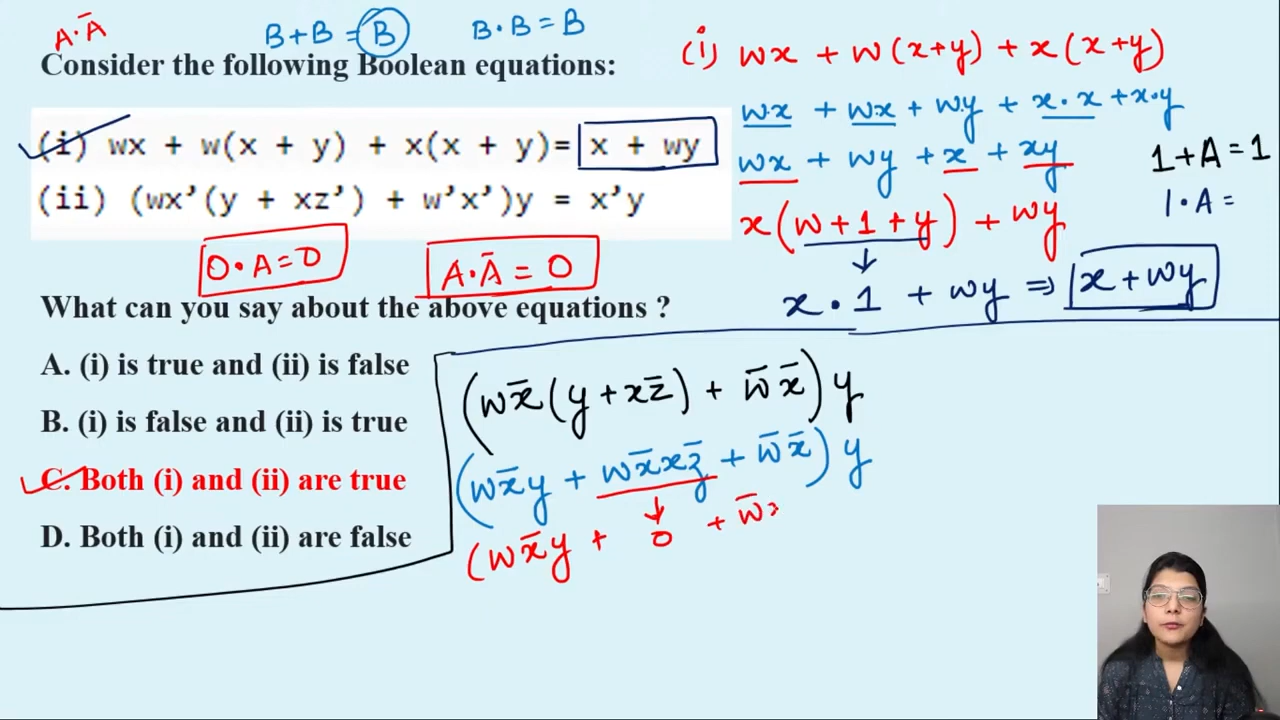 A·Ā
B+B = B
B·B = B
Consider the following Boolean equations:
(i) wx + w(x + y) + x(x + y)= x + wy
(ii) (wx’(y + xz’) + w’x’)y = x’y
0·A=0
A·Ā = 0
What can you say about the above equations ?
A. (i) is true and (ii) is false
B. (i) is false and (ii) is true
C. Both (i) and (ii) are true
D. Both (i) and (ii) are false
(i) wx + w(x+y) + x(x+y)
w·x + wx + w·y + x·x + x·y
wx + wy + x + xy
x(w+1+y) + wy
↓
x·1 + wy ⇒ x+wy
1+A=1
1·A=
(wx̄(y+xz̄) + w̄x̄)y
(wx̄y + wx̄xz̄ + w̄x̄)y
↓
(wx̄y + 0 + w̄